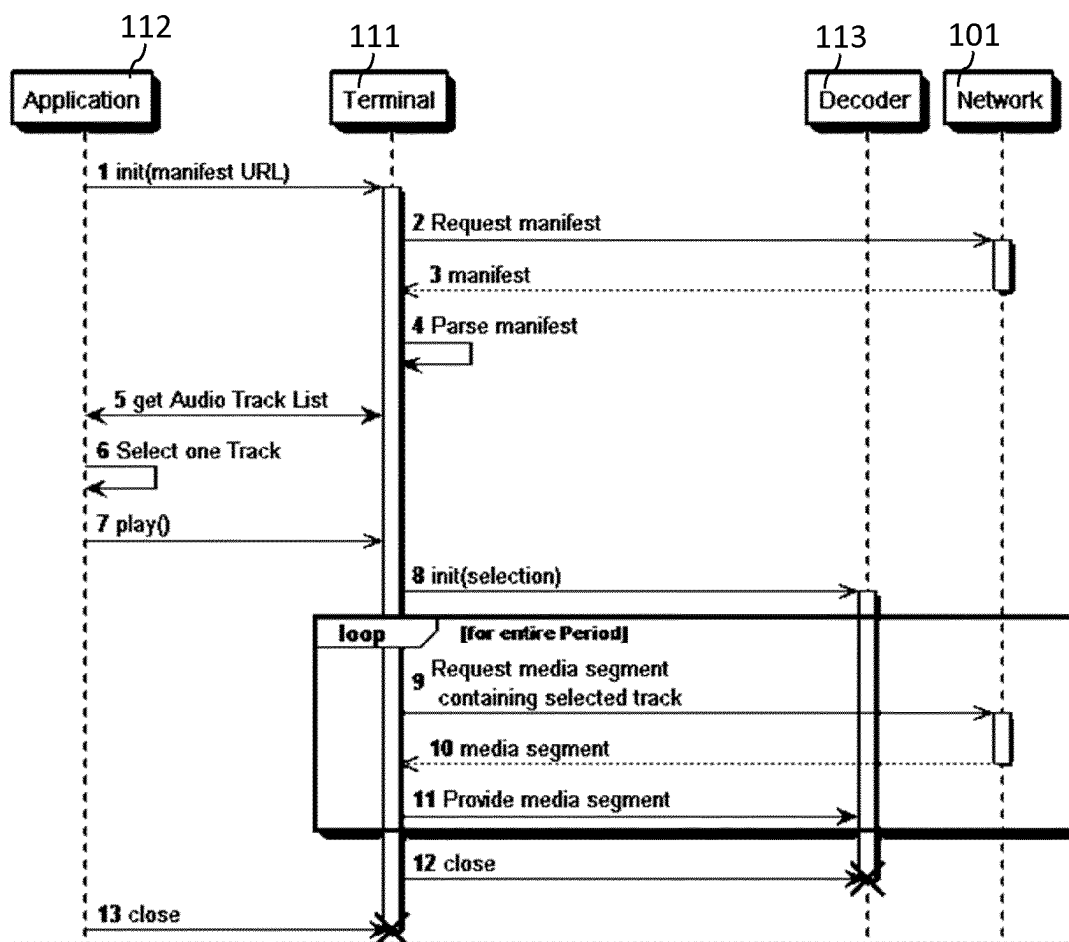 112
111
113
101
Application
Terminal
Decoder
Network
1 init(manifest URL)
2 Request manifest
3 manifest
4 Parse manifest
5 get Audio Track List
6 Select one Track
7 play()
8 init(selection)
loop
[for entire Period]
9 Request media segment
containing selected track
10 media segment
11 Provide media segment
12 close
13 close